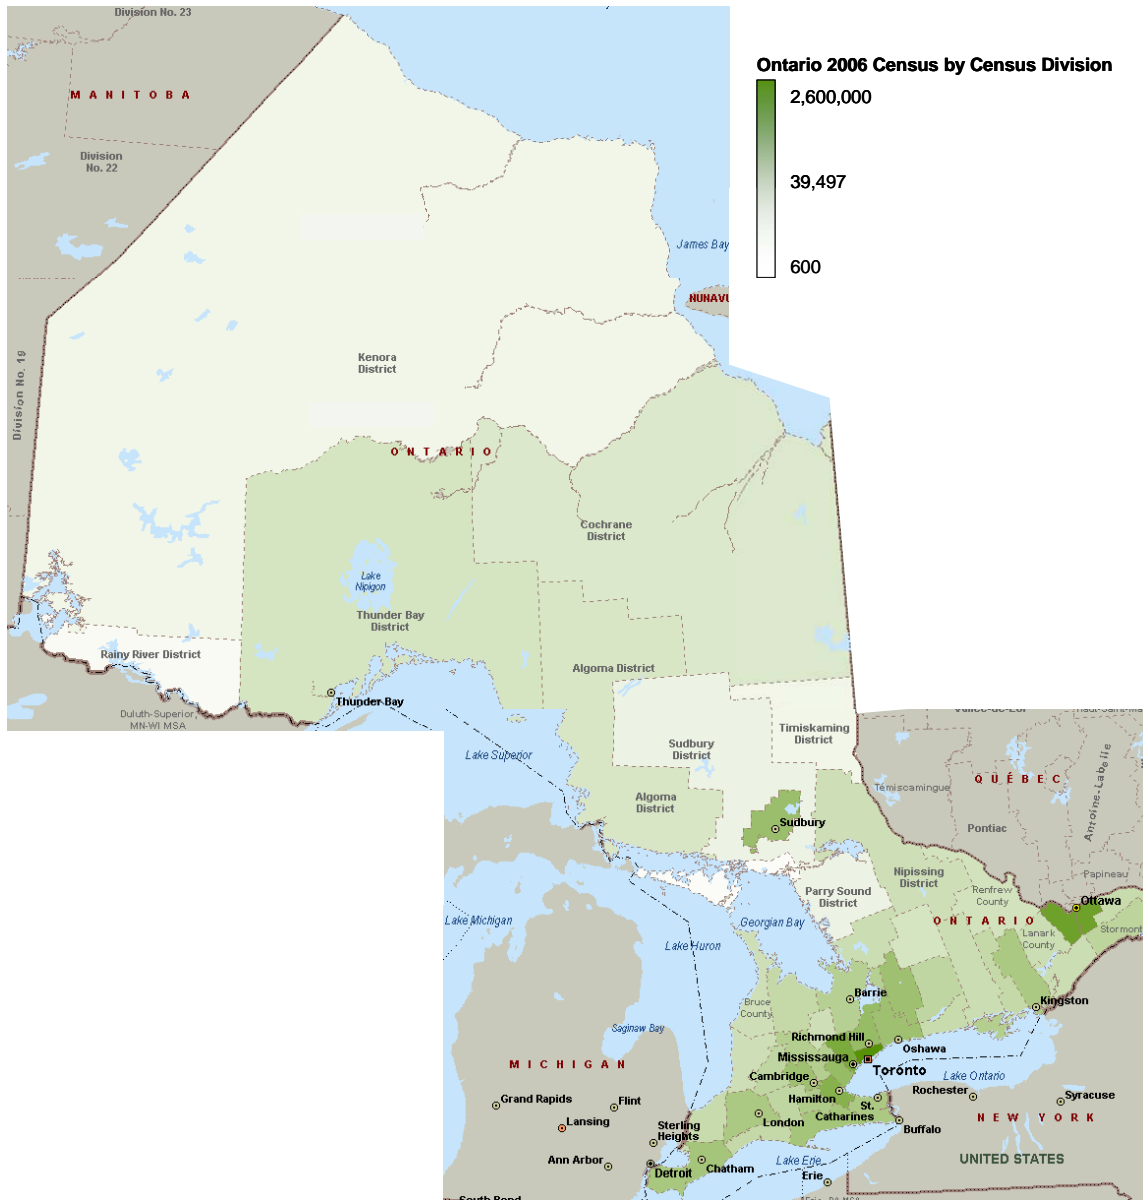 Division No. 23
MANITOBA
Division
No. 22
Division No. 19
Ontario 2006 Census by Census Division
2,600,000
39,497
600
James Bay
NUNAVU
Kenora
District
ONTARIO
Cochrane
District
Lake
Nipigon
Thunder Bay
District
Rainy River District
Algoma District
Thunder Bay
Duluth-Superior,
MN-WI MSA
Timiskaming
District
Sudbury
District
Lake Superior
Algoma
District
Sudbury
QUÉBEC
Témiscamingue
Antoine-Labelle
Pontiac
Papineau
Nipissing
District
Parry Sound
District
Renfrew
County
Ottawa
ONTARIO
Lanark
County
Stormont
Lake Michigan
Georgian Bay
Lake Huron
Barrie
Kingston
Bruce
County
Saginaw Bay
Richmond Hill
Oshawa
Mississauga
Toronto
MICHIGAN
Cambridge
Lake Ontario
Rochester
Syracuse
Grand Rapids
Flint
Hamilton
St.
Catharines
NEW YORK
Lansing
London
Buffalo
Sterling
Heights
Ann Arbor
Detroit
Chatham
Lake Erie
Erie
UNITED STATES
South Bend